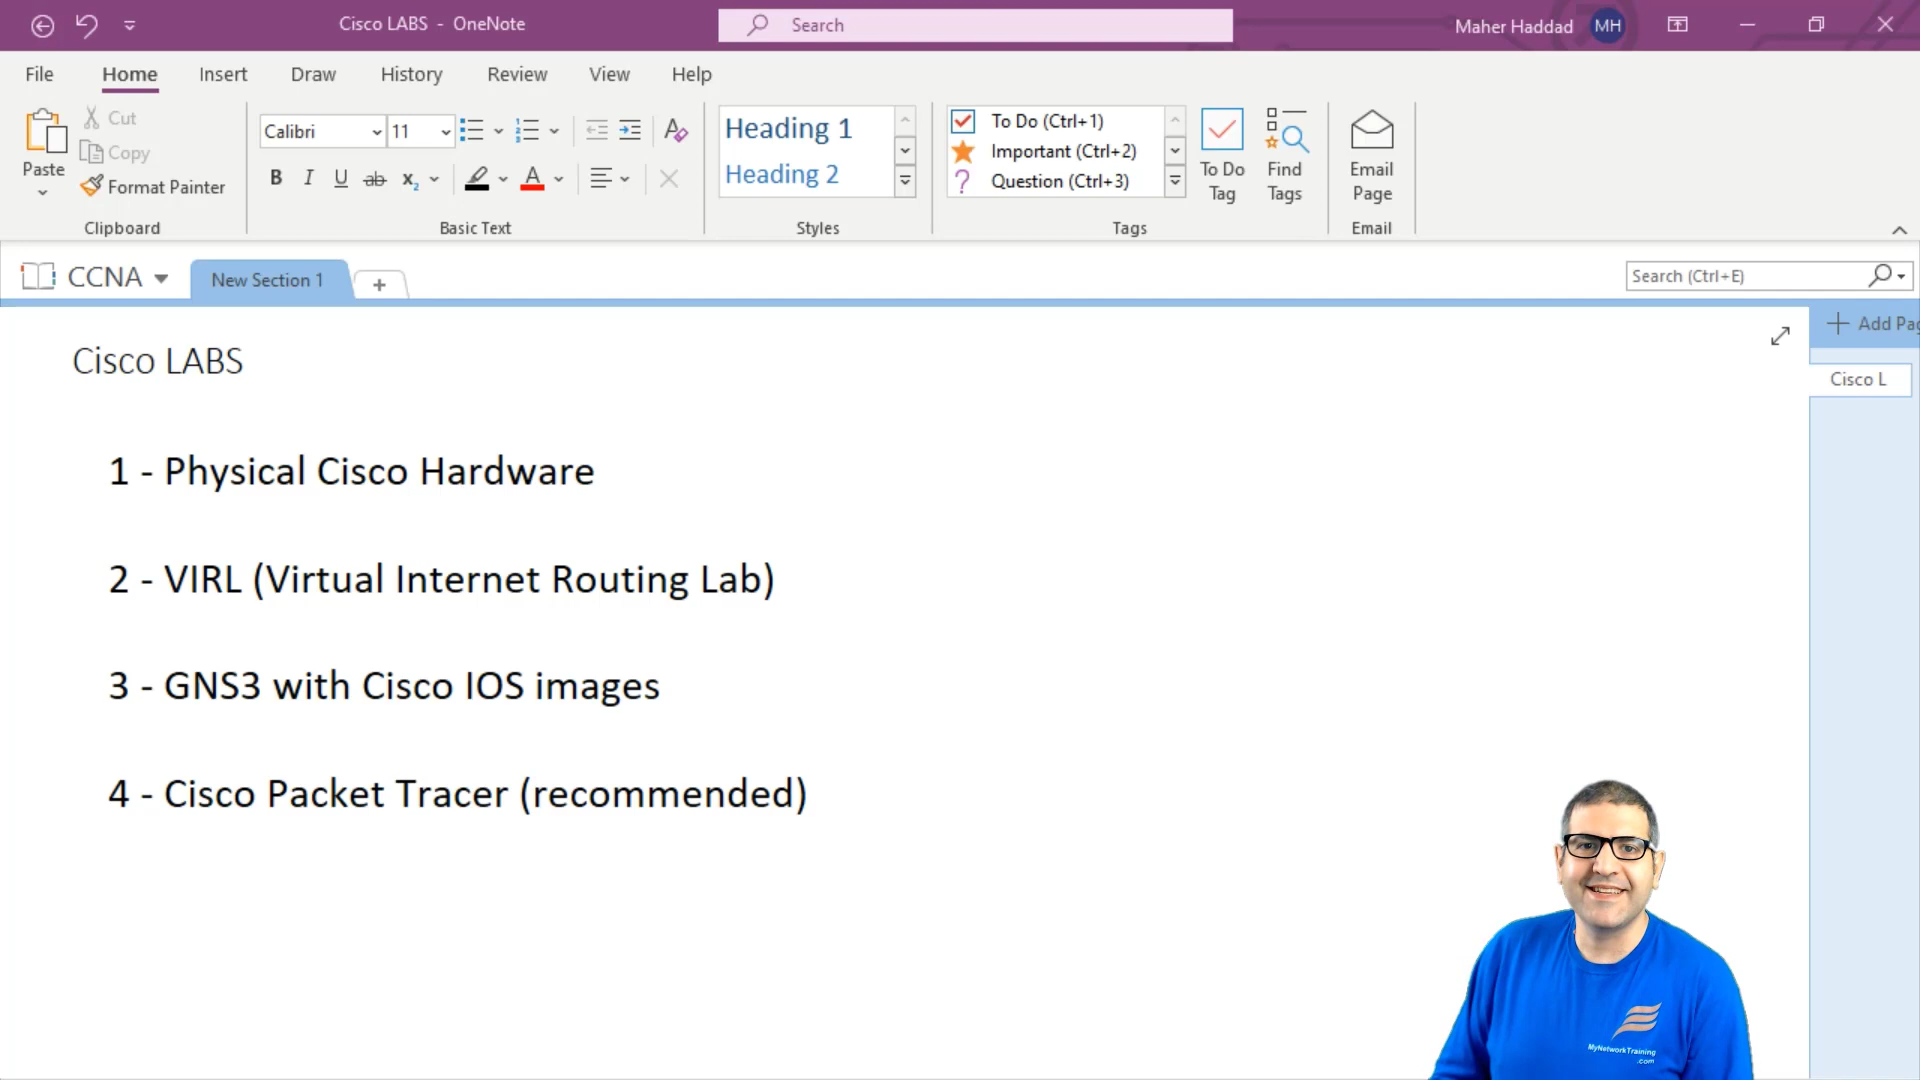 Cisco LABS - OneNote
Search
Maher Haddad
MH
File
Home
Insert
Draw
History
Review
View
Help
Paste
Cut
Copy
Format Painter
Clipboard
Calibri
11
Basic Text
Heading 1
Heading 2
Styles
To Do (Ctrl+1)
Important (Ctrl+2)
Question (Ctrl+3)
To Do
Tag
Find
Tags
Tags
Email
Page
Email
CCNA
New Section 1
Search (Ctrl+E)
Add Pag
Cisco L
Cisco LABS
1 - Physical Cisco Hardware
2 - VIRL (Virtual Internet Routing Lab)
3 - GNS3 with Cisco IOS images
4 - Cisco Packet Tracer (recommended)
MyNetworkTraining
.com